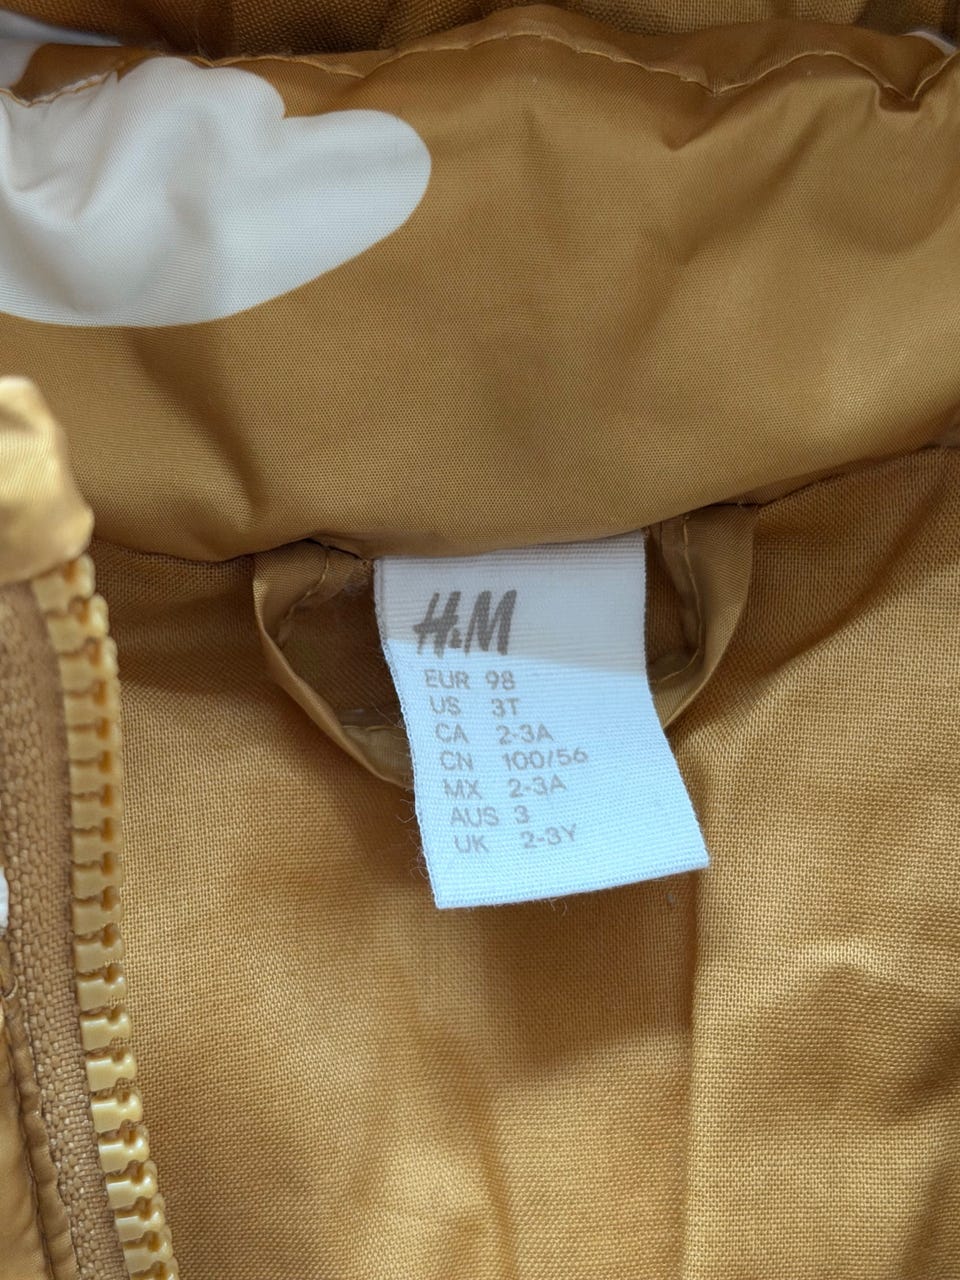 H&M
EUR 98
US 3T
CA 2-3A
CN 100/56
MX 2-3A
AUS 3
UK 2-3Y